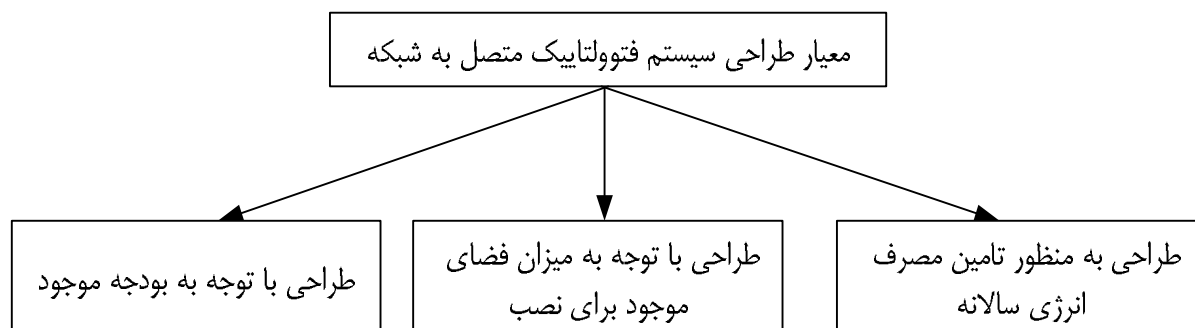 معیار طراحی سیستم فتوولتاییک متصل به شبکه
طراحی به منظور تامین مصرف
انرژی سالانه
طراحی با توجه به میزان فضای
موجود برای نصب
طراحی با توجه به بودجه موجود